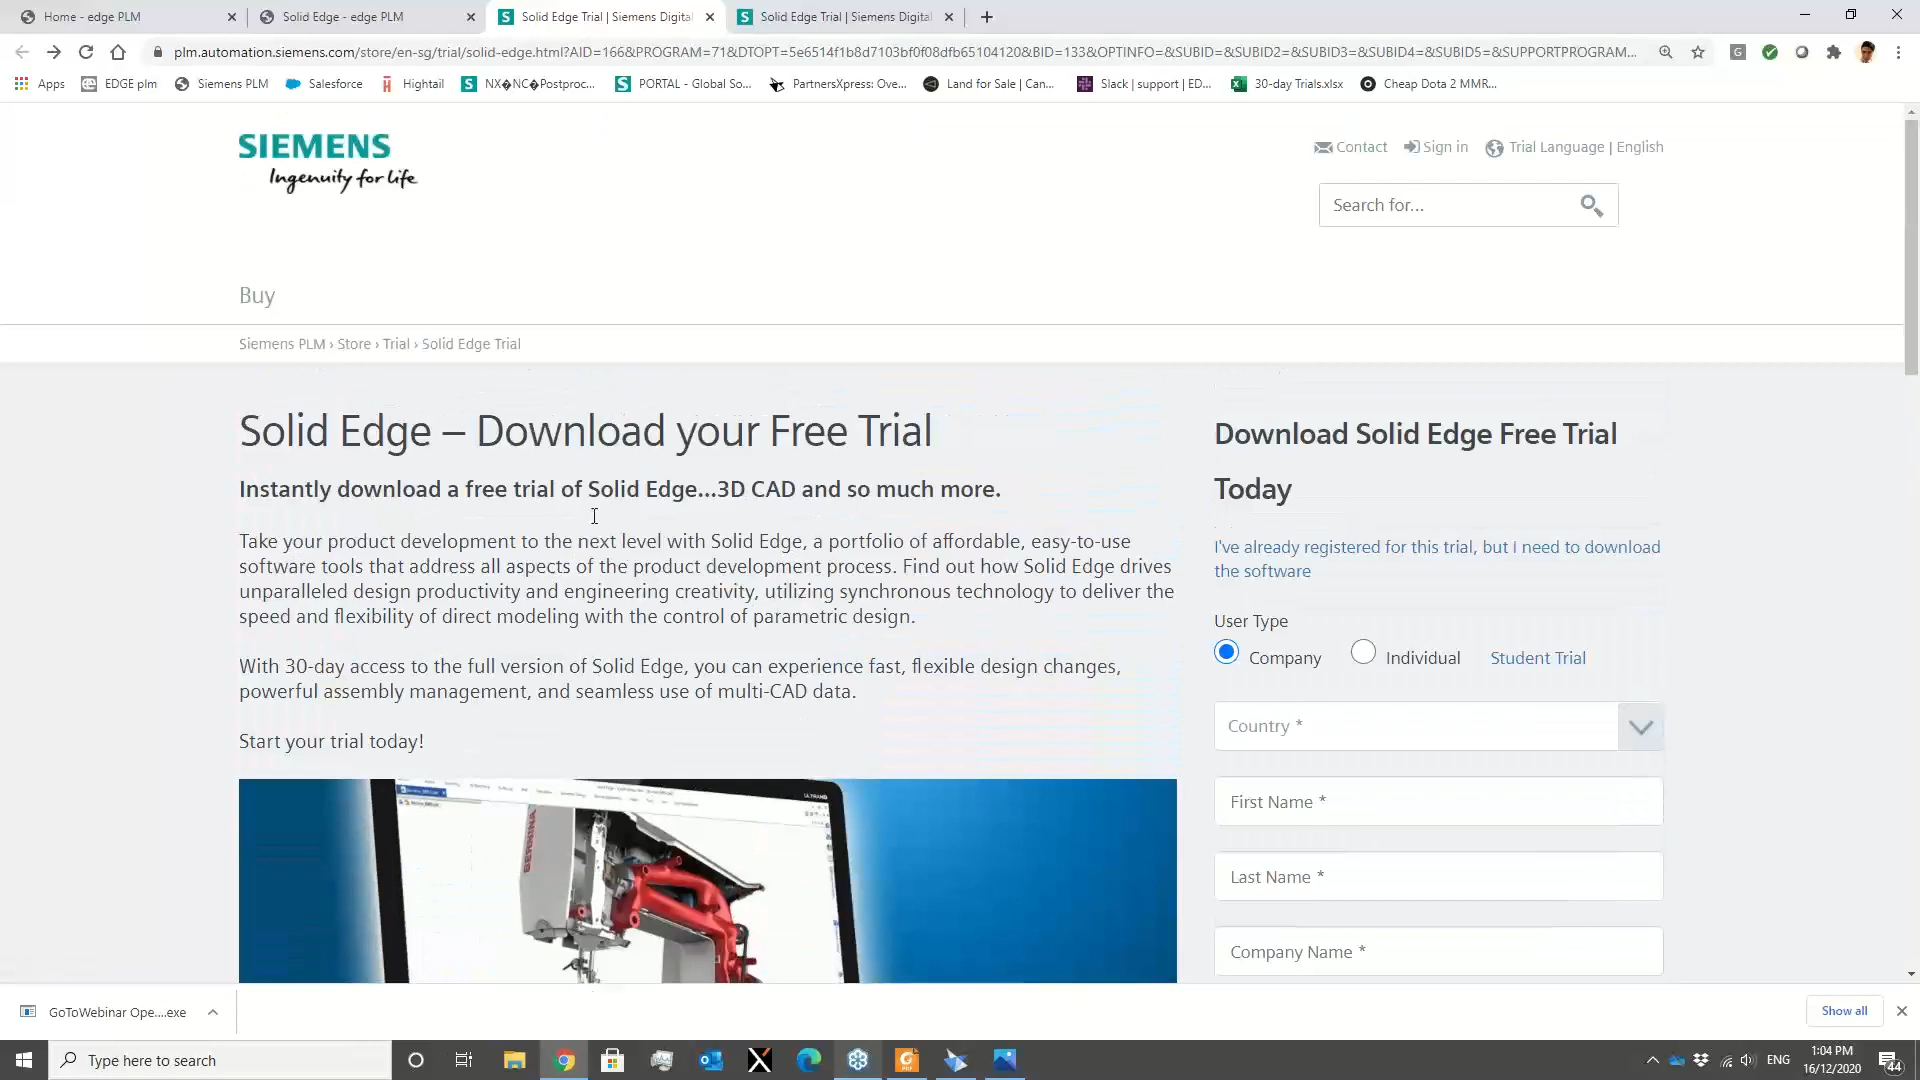 Home - edge PLM
Solid Edge - edge PLM
Solid Edge Trial | Siemens Digital
Solid Edge Trial | Siemens Digital
plm.automation.siemens.com/store/en-sg/trial/solid-edge.html?AID=166&PROGRAM=71&DTOPT=5e6514f1b8d7103bf0f08dfb65104120&BID=133&OPTINFO=&SUBID=&SUBID2=&SUBID3=&SUBID4=&SUBID5=&SUPPORTPROGRAM...
Apps
EDGE plm
Siemens PLM
Salesforce
Hightail
NX�NC�Postproc...
PORTAL - Global So...
PartnersXpress: Ove...
Land for Sale | Can...
Slack | support | ED...
30-day Trials.xlsx
Cheap Dota 2 MMR...
SIEMENS
Ingenuity for life
Contact
Sign in
Trial Language | English
Search for...
Buy
Siemens PLM › Store › Trial › Solid Edge Trial
Solid Edge – Download your Free Trial
Instantly download a free trial of Solid Edge...3D CAD and so much more.
Take your product development to the next level with Solid Edge, a portfolio of affordable, easy-to-use
software tools that address all aspects of the product development process. Find out how Solid Edge drives
unparalleled design productivity and engineering creativity, utilizing synchronous technology to deliver the
speed and flexibility of direct modeling with the control of parametric design.
With 30-day access to the full version of Solid Edge, you can experience fast, flexible design changes,
powerful assembly management, and seamless use of multi-CAD data.
Start your trial today!
BERNINA
Download Solid Edge Free Trial
Today
I've already registered for this trial, but I need to download
the software
User Type
Company
Individual
Student Trial
Country *
First Name *
Last Name *
Company Name *
GoToWebinar Ope....exe
Show all
Type here to search
ENG
1:04 PM
16/12/2020
44